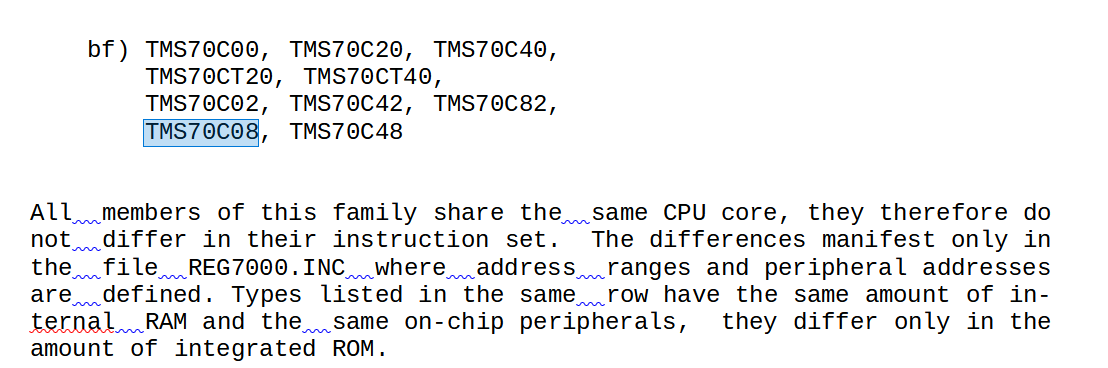 bf) TMS70C00, TMS70C20, TMS70C40,
TMS70CT20, TMS70CT40,
TMS70C02, TMS70C42, TMS70C82,
TMS70C08, TMS70C48
All  members of this family share the  same CPU core, they therefore do
not  differ in their instruction set.  The differences manifest only in
the  file  REG7000.INC  where  address  ranges and peripheral addresses
are  defined. Types listed in the same  row have the same amount of in-
ternal  RAM and the  same on-chip peripherals,  they differ only in the
amount of integrated ROM.